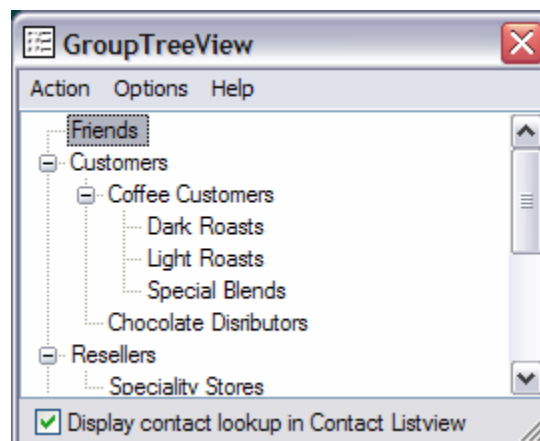 GroupTreeView
Action Options Help
Friends
Customers
Coffee Customers
Dark Roasts
Light Roasts
Special Blends
Chocolate Disributors
Resellers
Speciality Stores
Display contact lookup in Contact Listview